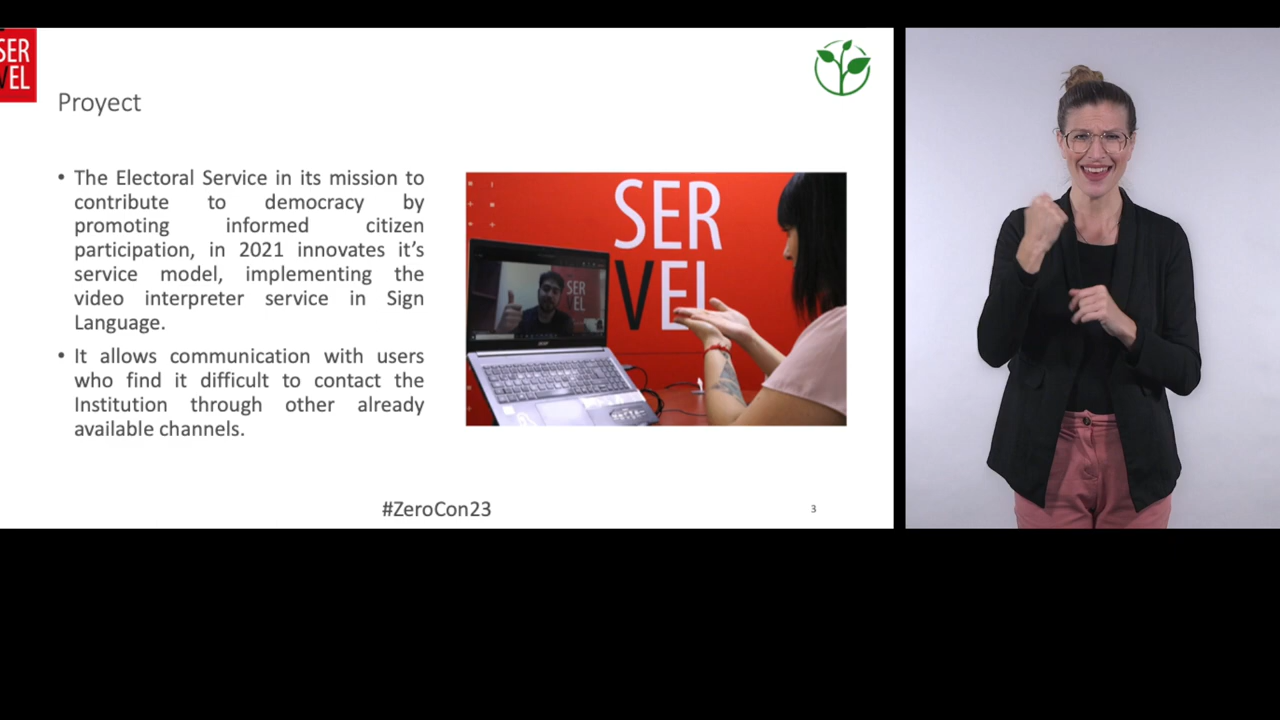 SER
VEL
Proyect
• The Electoral Service in its mission to
contribute to democracy by
promoting informed citizen
participation, in 2021 innovates it’s
service model, implementing the
video interpreter service in Sign
Language.
• It allows communication with users
who find it difficult to contact the
Institution through other already
available channels.
SER
VEL
SER
EL
#ZeroCon23
3